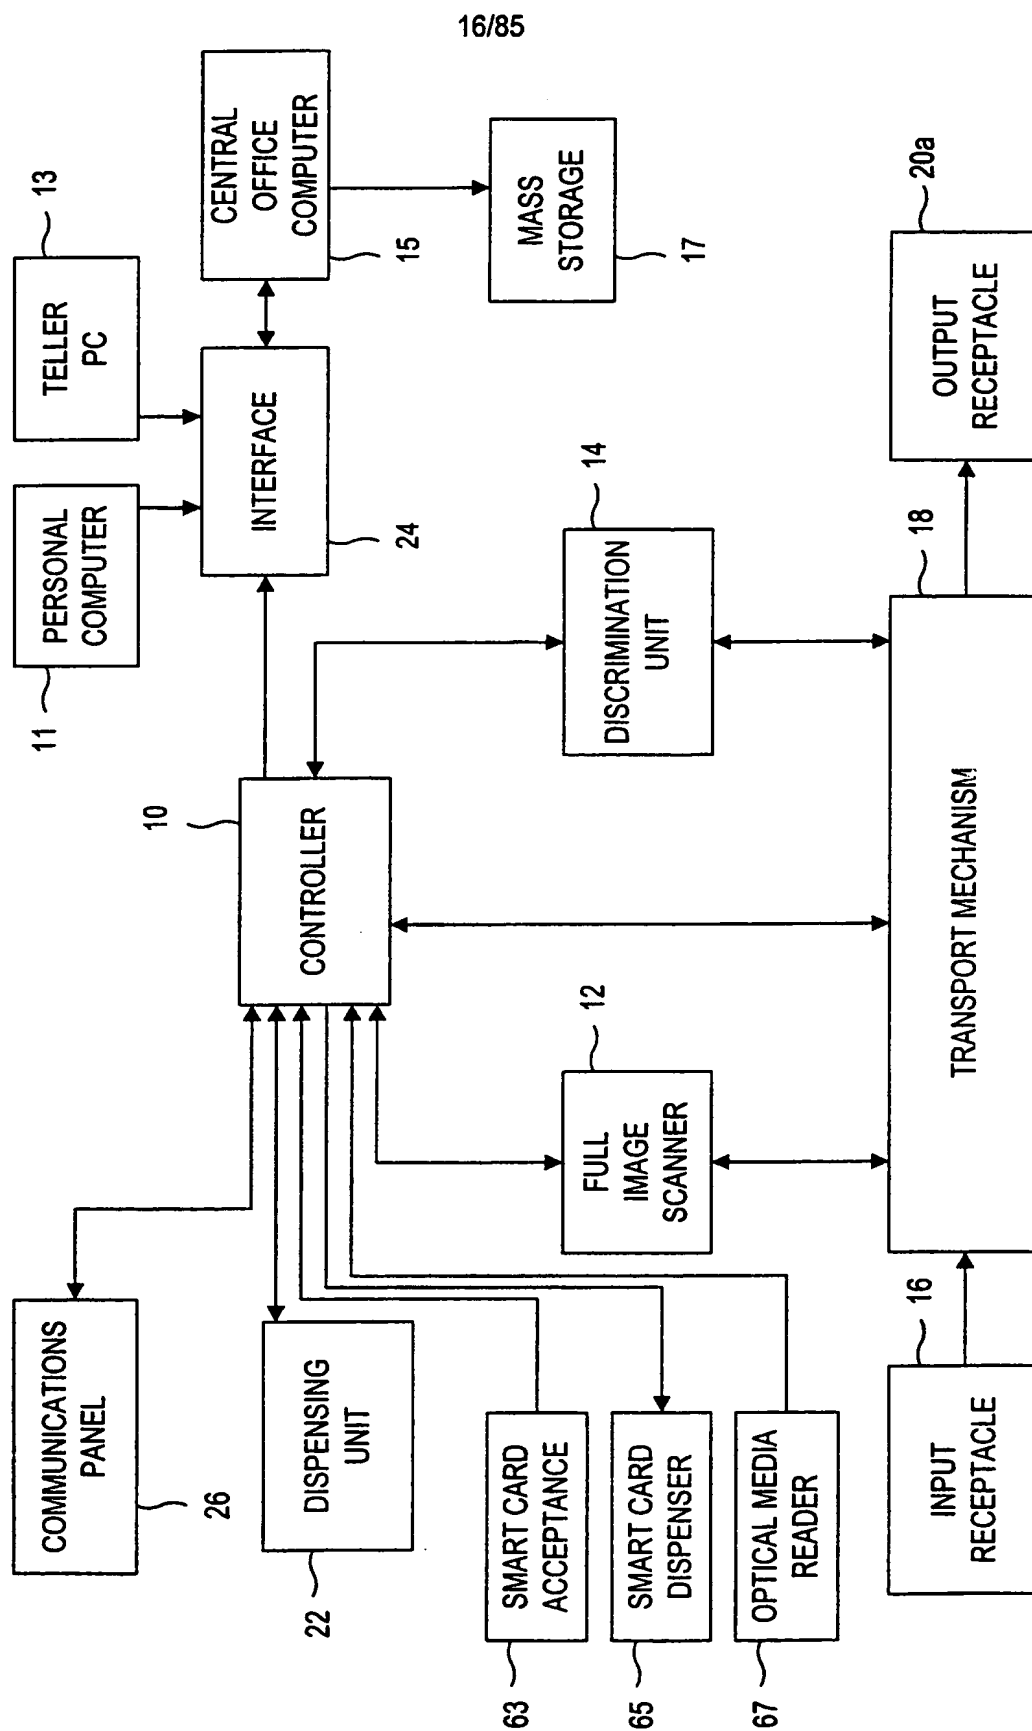 16/85
COMMUNICATIONS
PANEL
26
DISPENSING
UNIT
22
SMART CARD
ACCEPTANCE
63
SMART CARD
DISPENSER
65
OPTICAL MEDIA
READER
67
INPUT
RECEPTACLE
16
CONTROLLER
10
FULL
IMAGE
SCANNER
12
TRANSPORT MECHANISM
18
PERSONAL
COMPUTER
11
TELLER
PC
13
INTERFACE
24
CENTRAL
OFFICE
COMPUTER
15
MASS
STORAGE
17
DISCRIMINATION
UNIT
14
OUTPUT
RECEPTACLE
20a